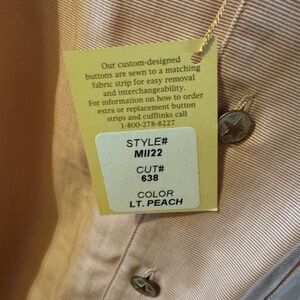 Our custom-designed
buttons are sewn to a matching
fabric strip for easy removal
and interchangeability.
For information on how to order
extra or replacement button
strips and cufflinks call
1-800-278-8227
STYLE#
MII22
CUT#
638
COLOR
LT. PEACH